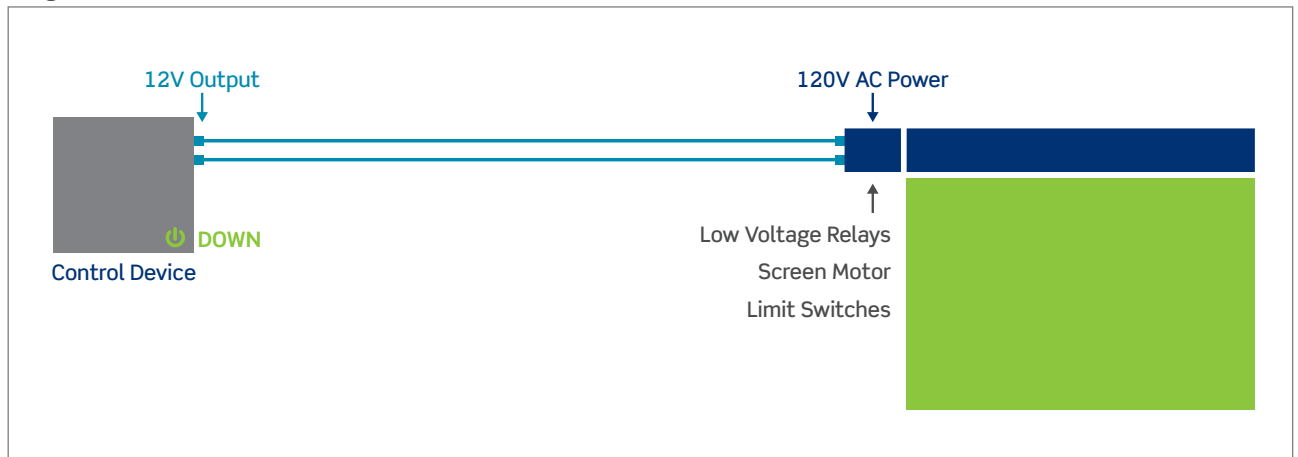 12V Output
120V AC Power
DOWN
Control Device
Low Voltage Relays
Screen Motor
Limit Switches